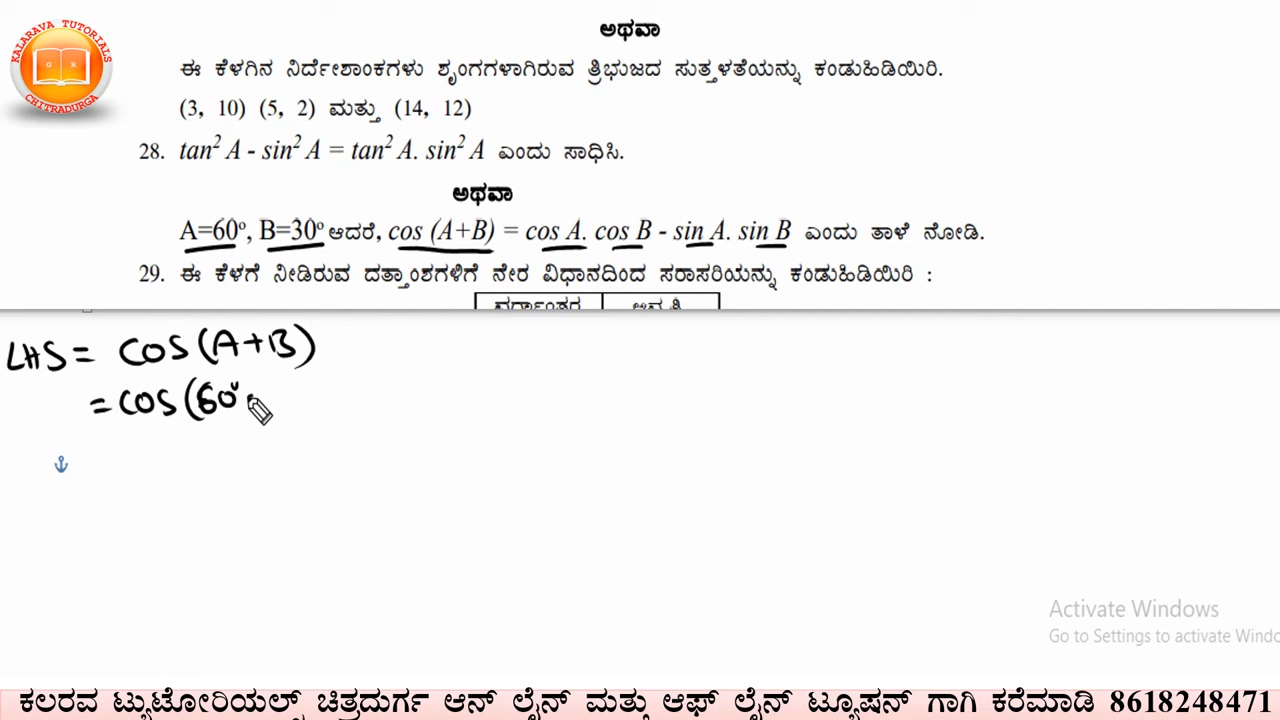 KALARAVA TUTORIALS
G R
CHITRADURGA
ಅಥವಾ
ಈ ಕೆಳಗಿನ ನಿರ್ದೇಶಾಂಕಗಳು ಶೃಂಗಗಳಾಗಿರುವ ತ್ರಿಭುಜದ ಸುತ್ತಳತೆಯನ್ನು ಕಂಡುಹಿಡಿಯಿರಿ.
(3, 10) (5, 2) ಮತ್ತು (14, 12)
28. tan² A - sin² A = tan² A. sin² A ಎಂದು ಸಾಧಿಸಿ.
ಅಥವಾ
A=60°, B=30° ಆದರೆ, cos (A+B) = cos A. cos B - sin A. sin B ಎಂದು ತಾಳೆ ನೋಡಿ.
29. ಈ ಕೆಳಗೆ ನೀಡಿರುವ ದತ್ತಾಂಶಗಳಿಗೆ ನೇರ ವಿಧಾನದಿಂದ ಸರಾಸರಿಯನ್ನು ಕಂಡುಹಿಡಿಯಿರಿ :
LHS = COS(A+B)
= COS(60°
Activate Windows
Go to Settings to activate Windo
ಕಲರವ ಟ್ಯುಟೋರಿಯಲ್ಸ್ ಚಿತ್ರದುರ್ಗ ಆನ್ ಲೈನ್ ಮತ್ತು ಆಫ್ ಲೈನ್ ಟ್ಯೂಷನ್ ಗಾಗಿ ಕರೆಮಾಡಿ 8618248471